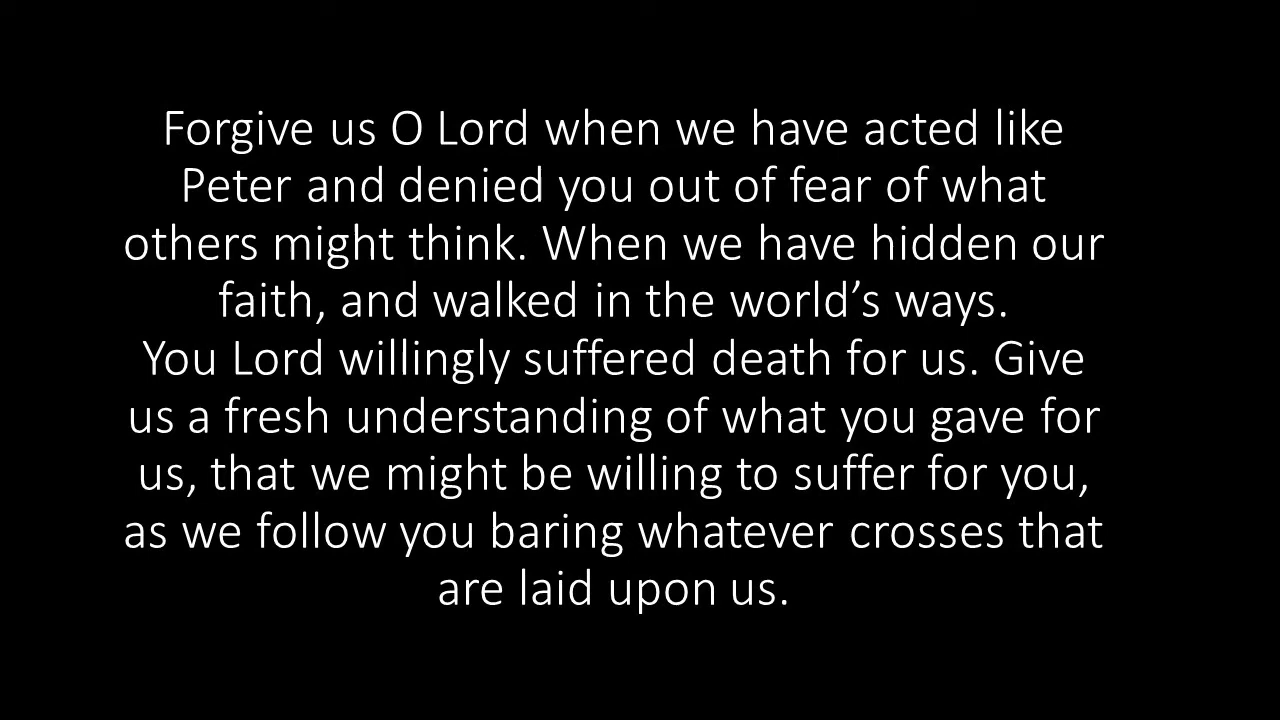 Forgive us O Lord when we have acted like
Peter and denied you out of fear of what
others might think. When we have hidden our
faith, and walked in the world’s ways.
You Lord willingly suffered death for us. Give
us a fresh understanding of what you gave for
us, that we might be willing to suffer for you,
as we follow you baring whatever crosses that
are laid upon us.